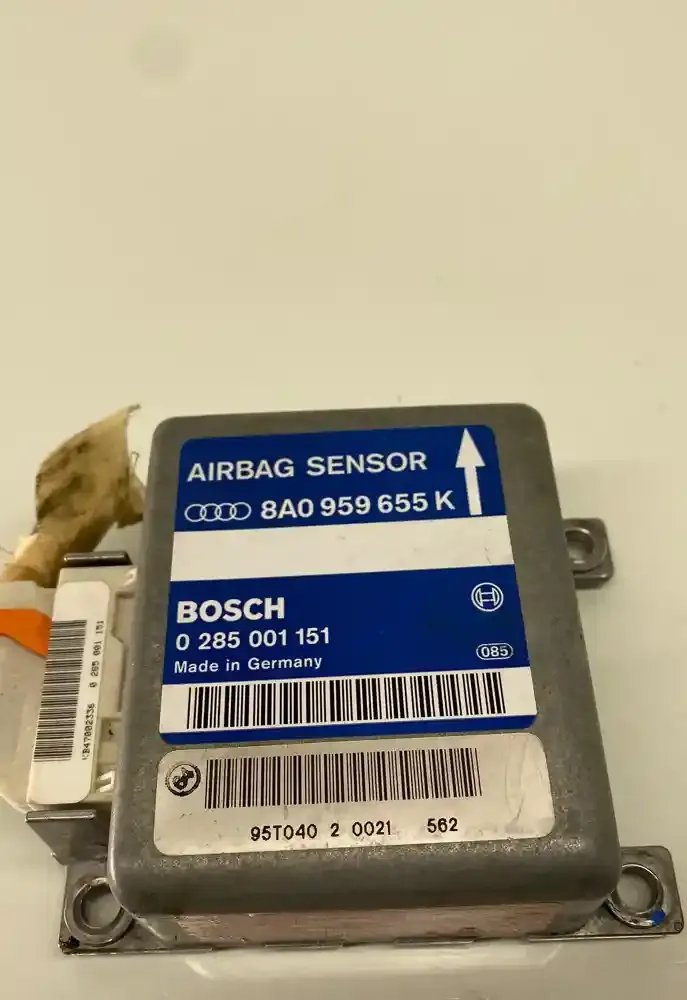 AIRBAG SENSOR
8A0 959 655 K
BOSCH
0 285 001 151
Made in Germany
085
95T040 2 0021 562
0 285 001 151